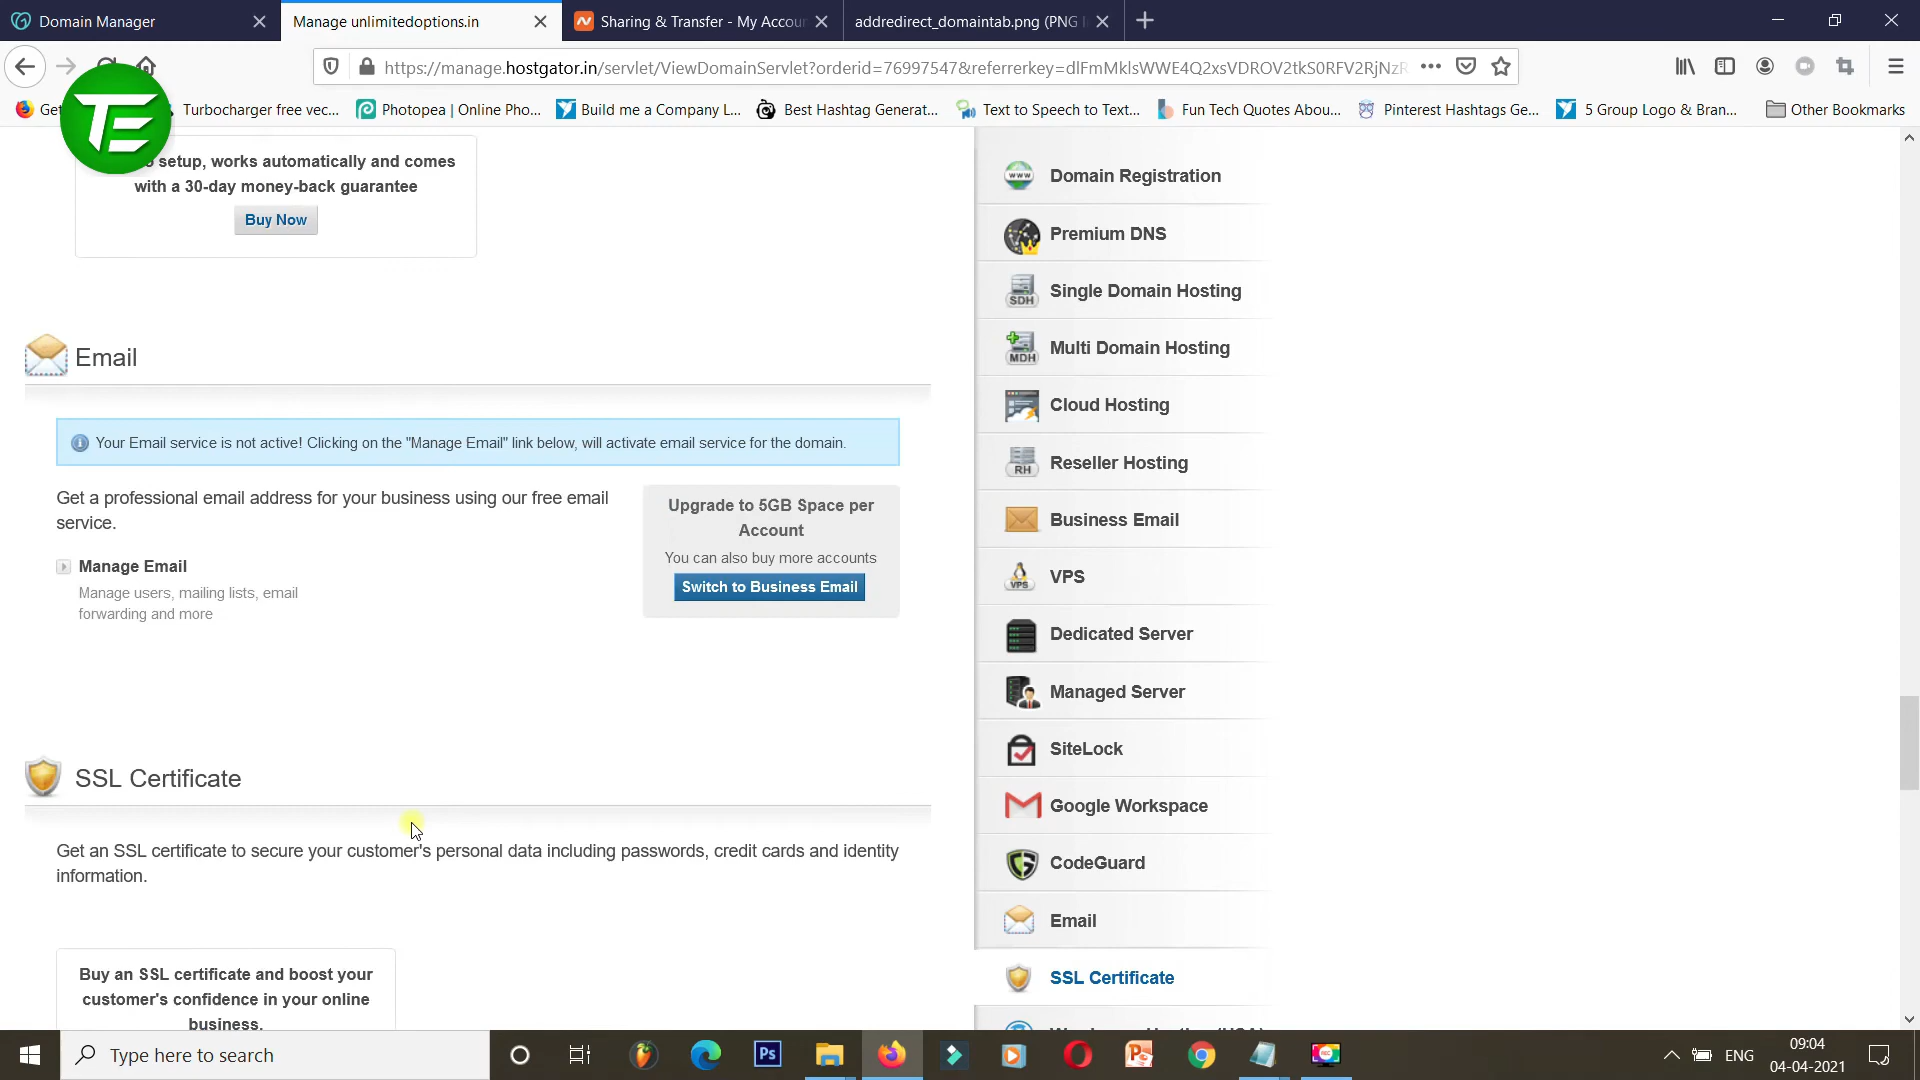 Domain Manager
Manage unlimitedoptions.in
Sharing & Transfer - My Accou
addredirect_domaintab.png (PNG
https://manage.hostgator.in/servlet/ViewDomainServlet?orderid=76997547&referrerkey=
Get
Turbocharger free vec...
Photopea | Online Pho...
Build me a Company L...
Best Hashtag Generat...
Text to Speech to Text...
Fun Tech Quotes Abou...
Pinterest Hashtags Ge...
5 Group Logo & Bran...
Other Bookmarks
TE
setup, works automatically and comes
with a 30-day money-back guarantee
Buy Now
Email
Your Email service is not active! Clicking on the "Manage Email" link below, will activate email service for the domain.
Get a professional email address for your business using our free email
service.
Manage Email
Manage users, mailing lists, email
forwarding and more
Upgrade to 5GB Space per
Account
You can also buy more accounts
Switch to Business Email
SSL Certificate
Get an SSL certificate to secure your customer's personal data including passwords, credit cards and identity
information.
Buy an SSL certificate and boost your
customer's confidence in your online
business.
www
Domain Registration
Premium DNS
SDH
Single Domain Hosting
MDH
Multi Domain Hosting
Cloud Hosting
RH
Reseller Hosting
Business Email
VPS
VPS
Dedicated Server
Managed Server
SiteLock
Google Workspace
CodeGuard
Email
SSL Certificate
Type here to search
Ps
ENG
09:04
04-04-2021